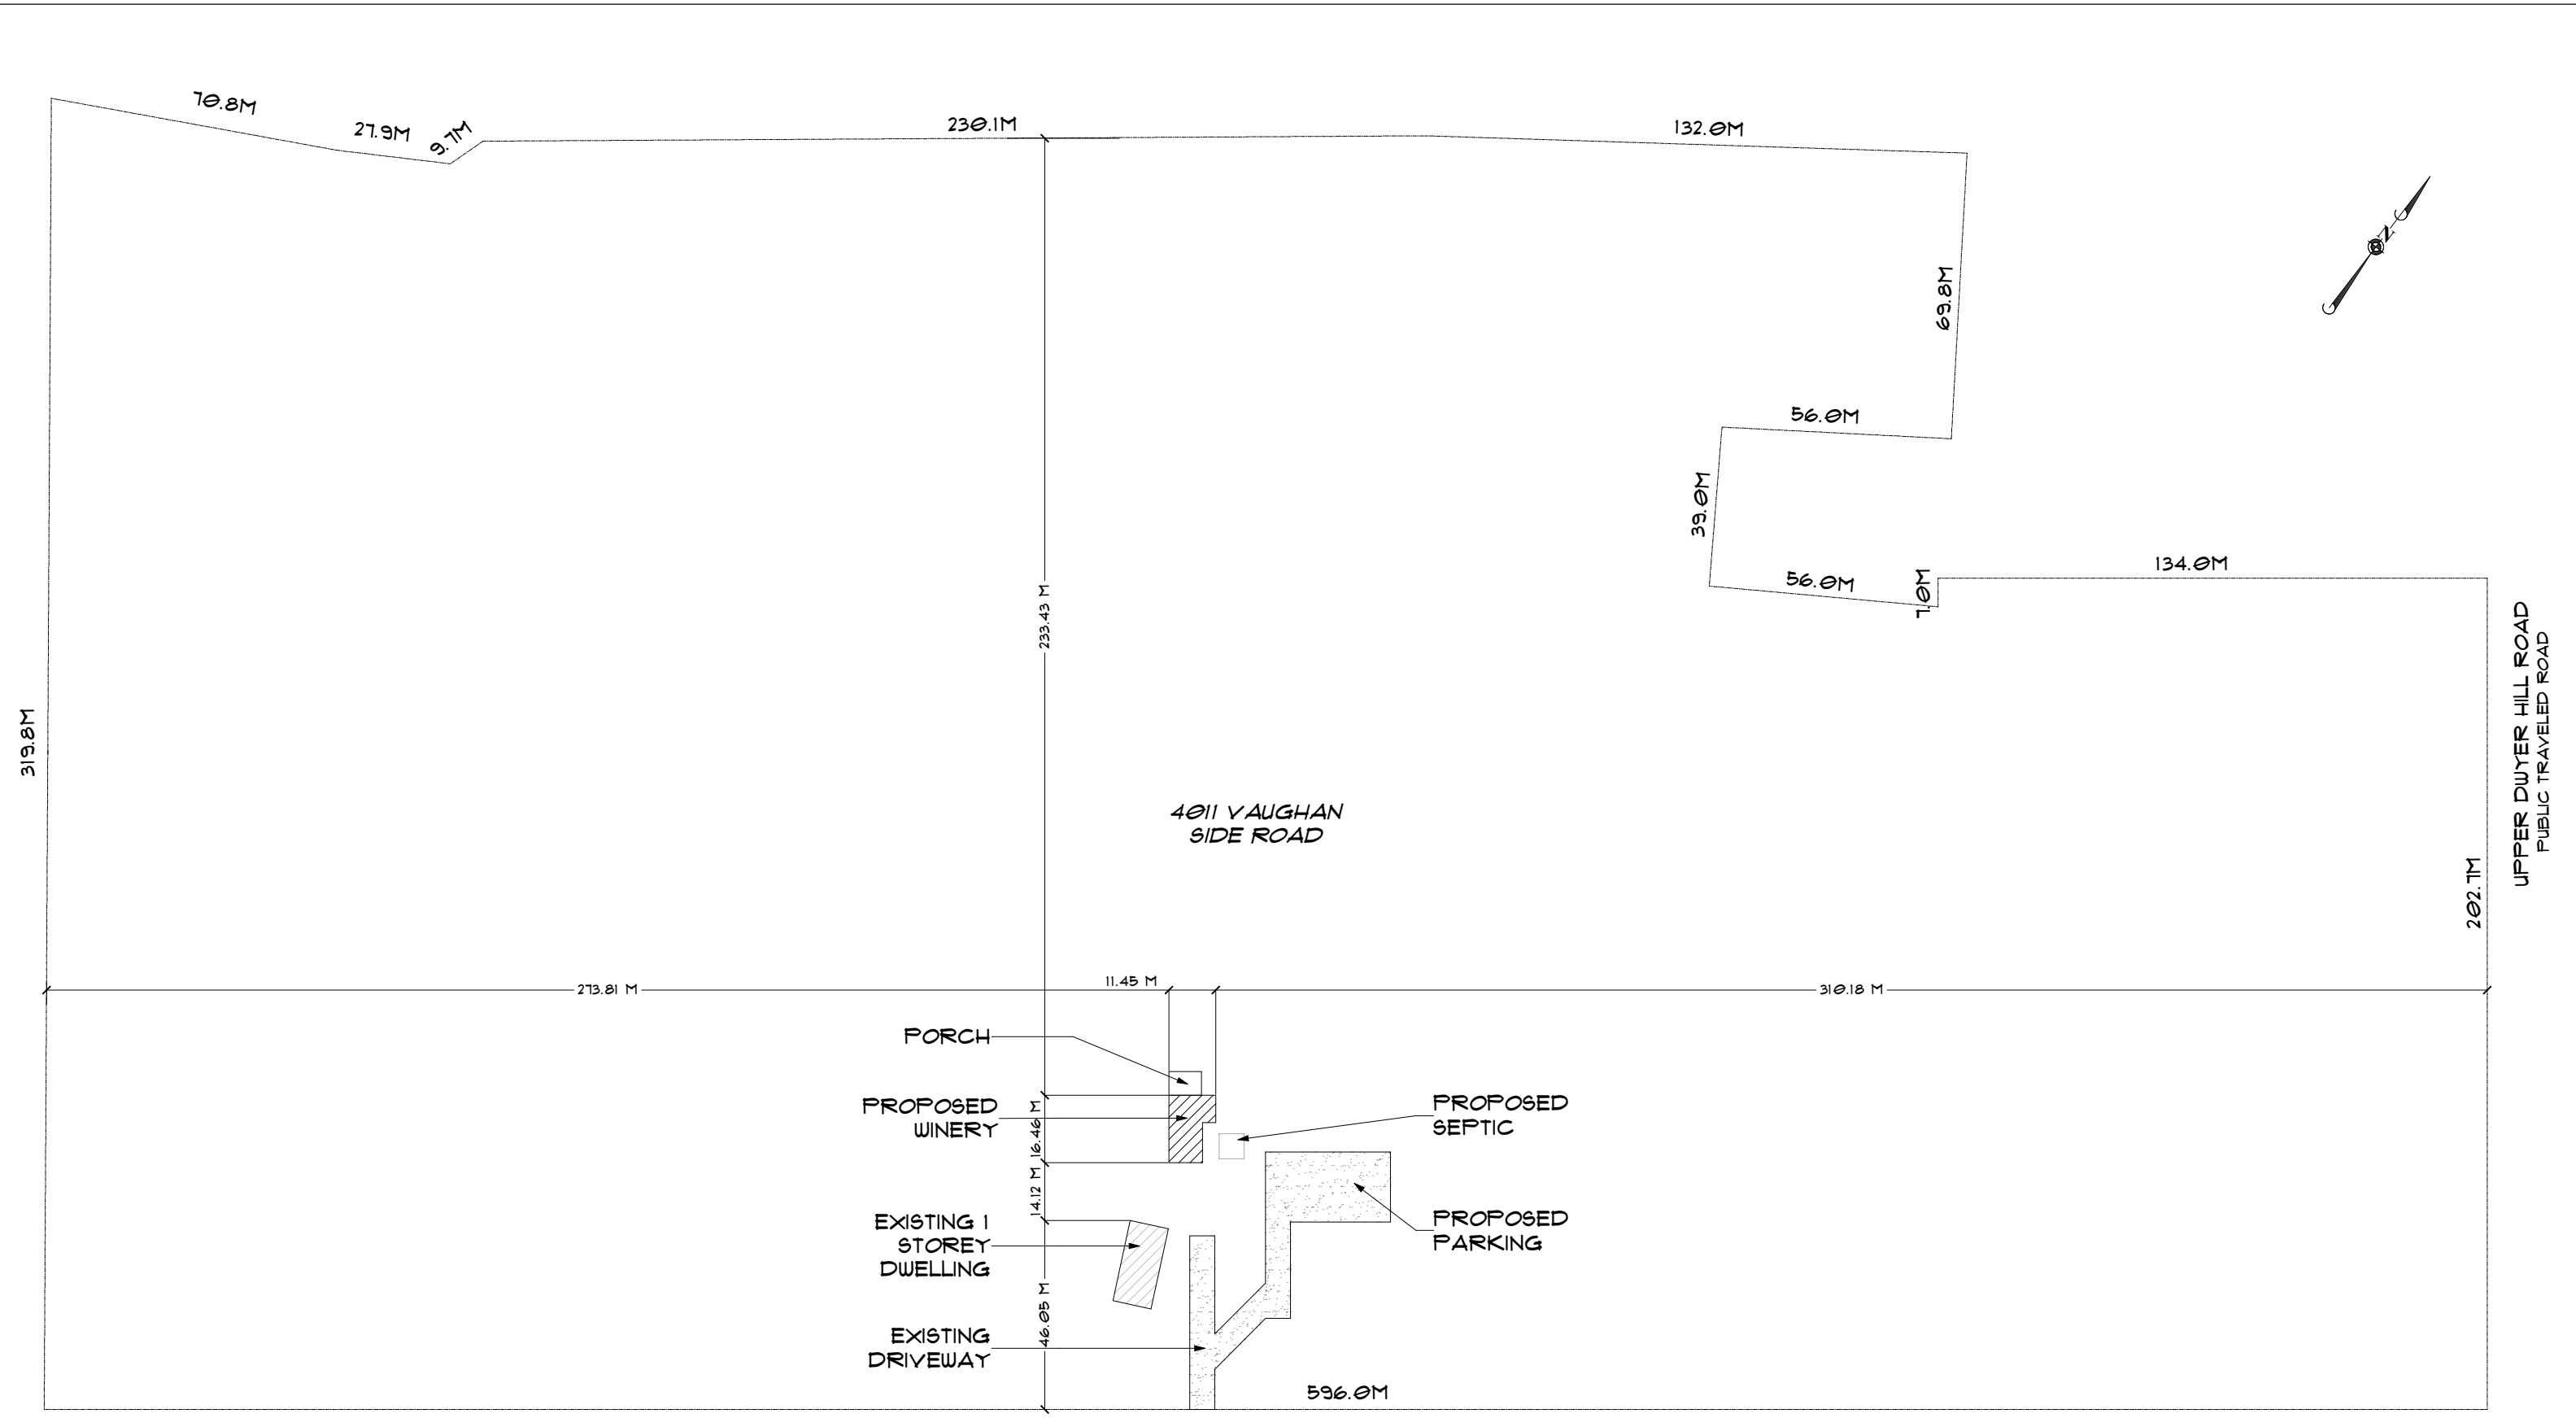 70.8M
27.9M
9.7M
230.1M
132.0M
N
69.8M
56.0M
39.0M
56.0M
7.0M
134.0M
233.43 M
UPPER DWYER HILL ROAD
PUBLIC TRAVELED ROAD
319.8M
4011 VAUGHAN
SIDE ROAD
202.7M
273.81 M
11.45 M
310.18 M
PORCH
PROPOSED
WINERY
16.46 M
PROPOSED
SEPTIC
14.12 M
EXISTING 1
STOREY
DWELLING
PROPOSED
PARKING
46.05 M
EXISTING
DRIVEWAY
596.0M